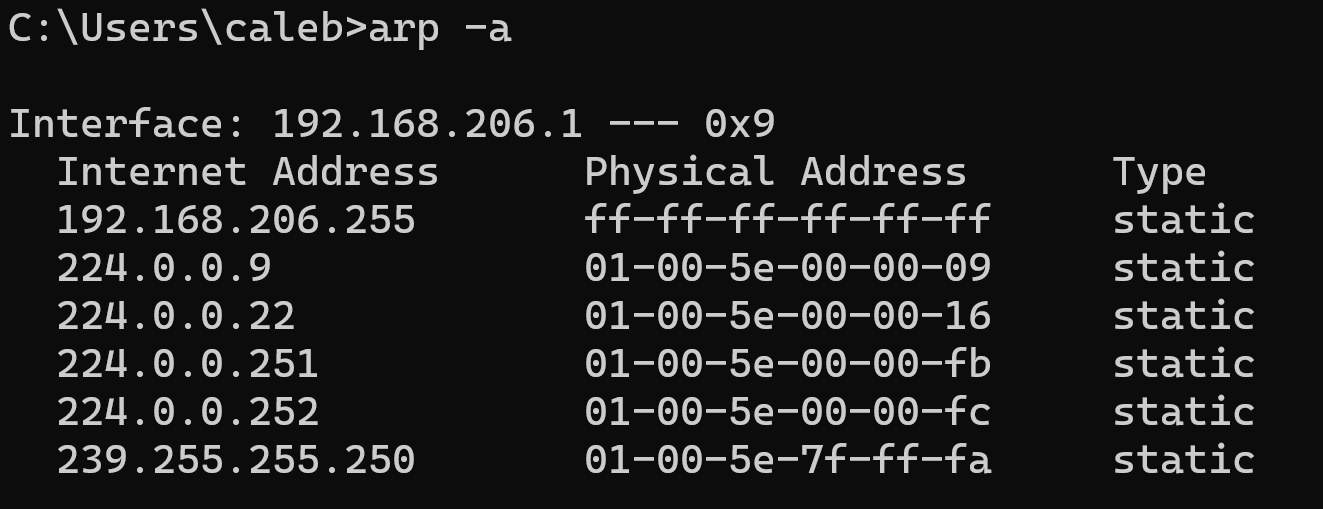 C:\Users\caleb>arp -a
Interface: 192.168.206.1 --- 0x9
Internet Address Physical Address Type
192.168.206.255 ff-ff-ff-ff-ff-ff static
224.0.0.9 01-00-5e-00-00-09 static
224.0.0.22 01-00-5e-00-00-16 static
224.0.0.251 01-00-5e-00-00-fb static
224.0.0.252 01-00-5e-00-00-fc static
239.255.255.250 01-00-5e-7f-ff-fa static